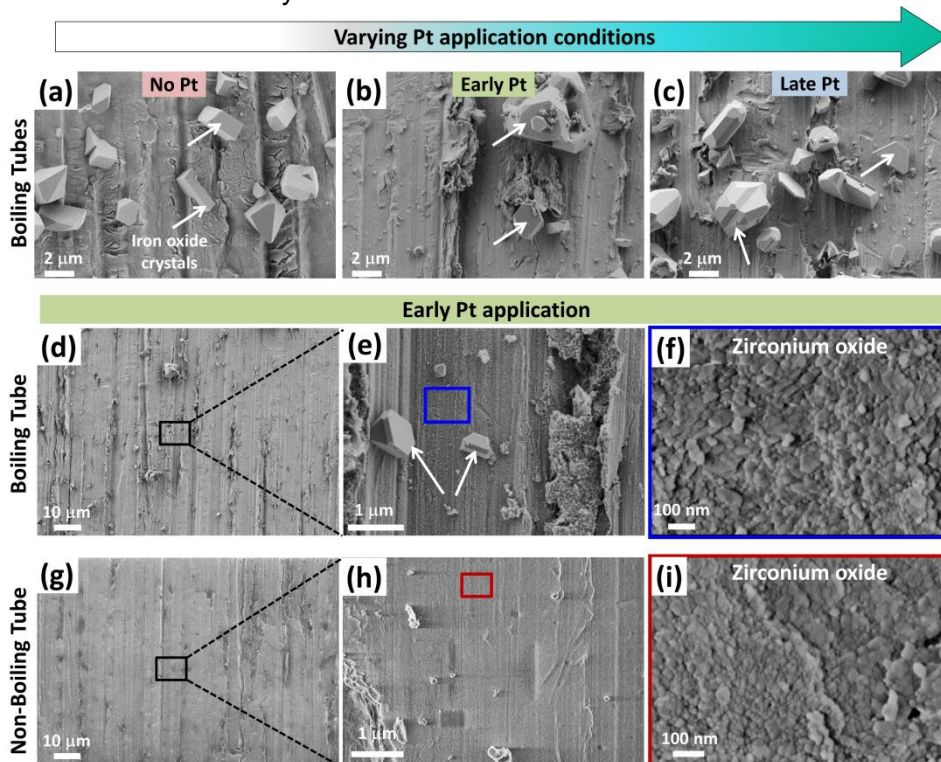 Varying Pt application conditions
(a) No Pt
(b) Early Pt
(c) Late Pt
Boiling Tubes
Iron oxide
crystals
2 μm
2 μm
2 μm
Early Pt application
Boiling Tube
(d)
(e)
(f) Zirconium oxide
10 μm
1 μm
100 nm
Non-Boiling Tube
(g)
(h)
(i) Zirconium oxide
10 μm
1 μm
100 nm